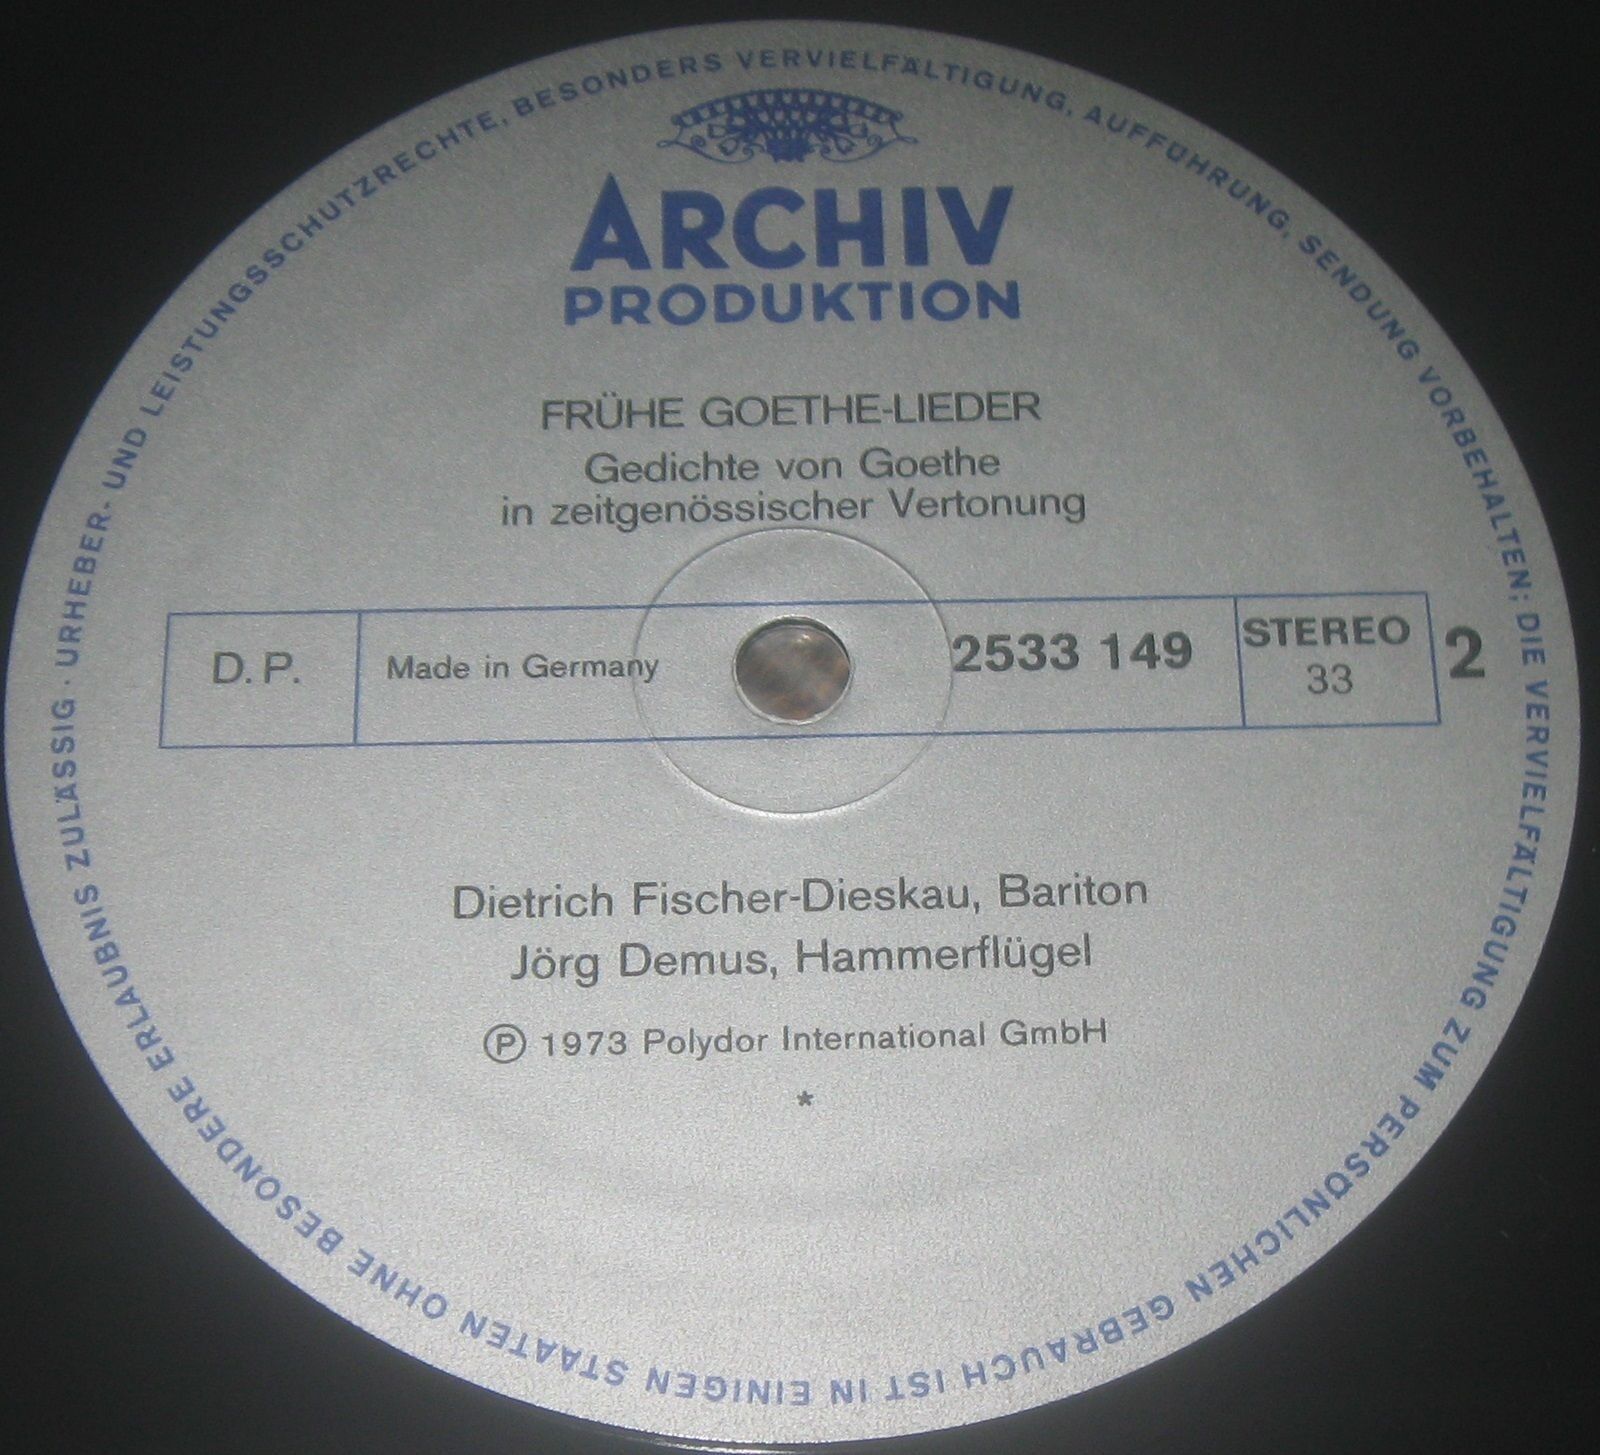 ARCHIV
PRODUKTION
FRÜHE GOETHE-LIEDER
Gedichte von Goethe
in zeitgenössischer Vertonung
D.P.
Made in Germany
2533 149
STEREO
33
2
Dietrich Fischer-Dieskau, Bariton
Jörg Demus, Hammerflügel
Ⓟ 1973 Polydor International GmbH
*
· URHEBER- UND LEISTUNGSSCHUTZRECHTE, BESONDERS VERVIELFÄLTIGUNG, AUFFÜHRUNG, SENDUNG VORBEHALTEN; DIE VERVIELFÄLTIGUNG ZUM PERSÖNLICHEN GEBRAUCH IST IN EINIGEN STAATEN OHNE BESONDERE ERLAUBNIS ZULÄSSIG